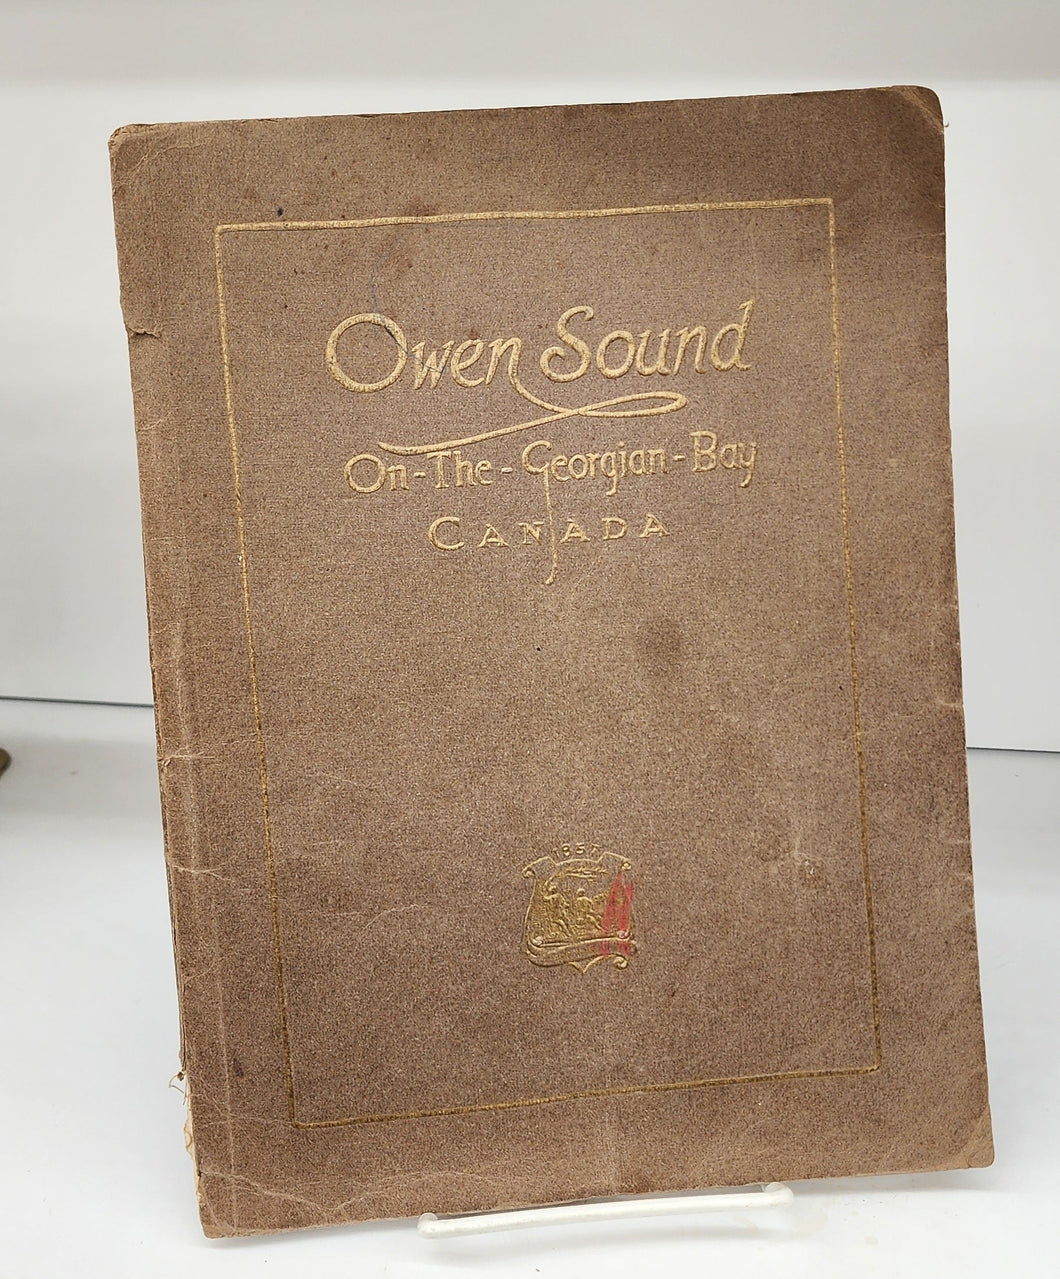 Owen Sound
On-The-Georgian-Bay
CANADA
1857